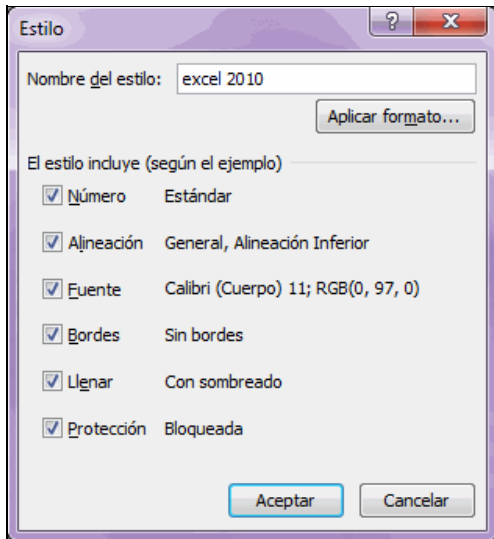 Estilo
Nombre del estilo: excel 2010
Aplicar formato...
El estilo incluye (según el ejemplo)
Número Estándar
Alineación General, Alineación Inferior
Fuente Calibri (Cuerpo) 11; RGB(0, 97, 0)
Bordes Sin bordes
Llenar Con sombreado
Protección Bloqueada
Aceptar Cancelar